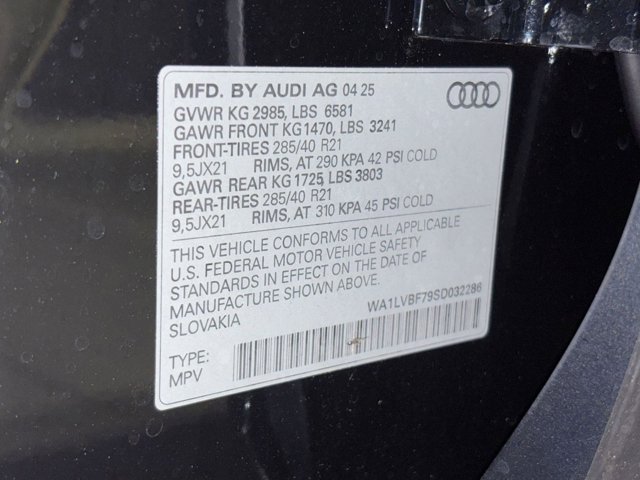 MFD. BY AUDI AG 04 25
GVWR KG 2985, LBS 6581
GAWR FRONT KG1470, LBS 3241
FRONT-TIRES 285/40 R21
9,5JX21 RIMS, AT 290 KPA 42 PSI COLD
GAWR REAR KG 1725, LBS 3803
REAR-TIRES 285/40 R21
9,5JX21 RIMS, AT 310 KPA 45 PSI COLD
THIS VEHICLE CONFORMS TO ALL APPLICABLE
U.S. FEDERAL MOTOR VEHICLE SAFETY
STANDARDS IN EFFECT ON THE DATE OF
MANUFACTURE SHOWN ABOVE.
SLOVAKIA
WA1LVBF79SD032286
TYPE:
MPV